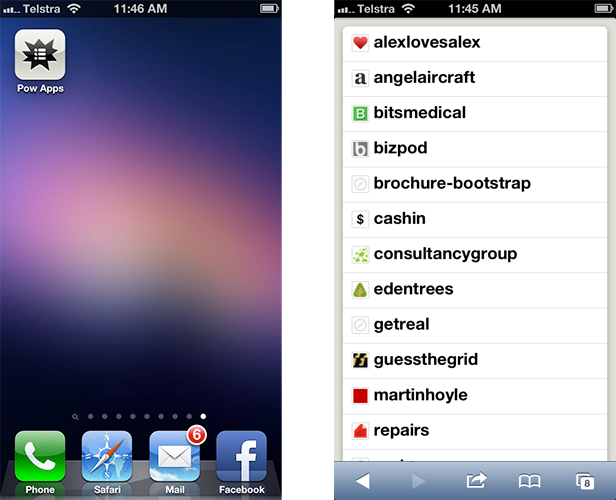 Telstra 11:46 AM
Pow Apps
6
Phone Safari Mail Facebook
Telstra 11:45 AM
alexlovesalex
a angelaircraft
B bitsmedical
b bizpod
brochure-bootstrap
$ cashin
consultancygroup
edentrees
getreal
guessthegrid
martinhoyle
repairs
8